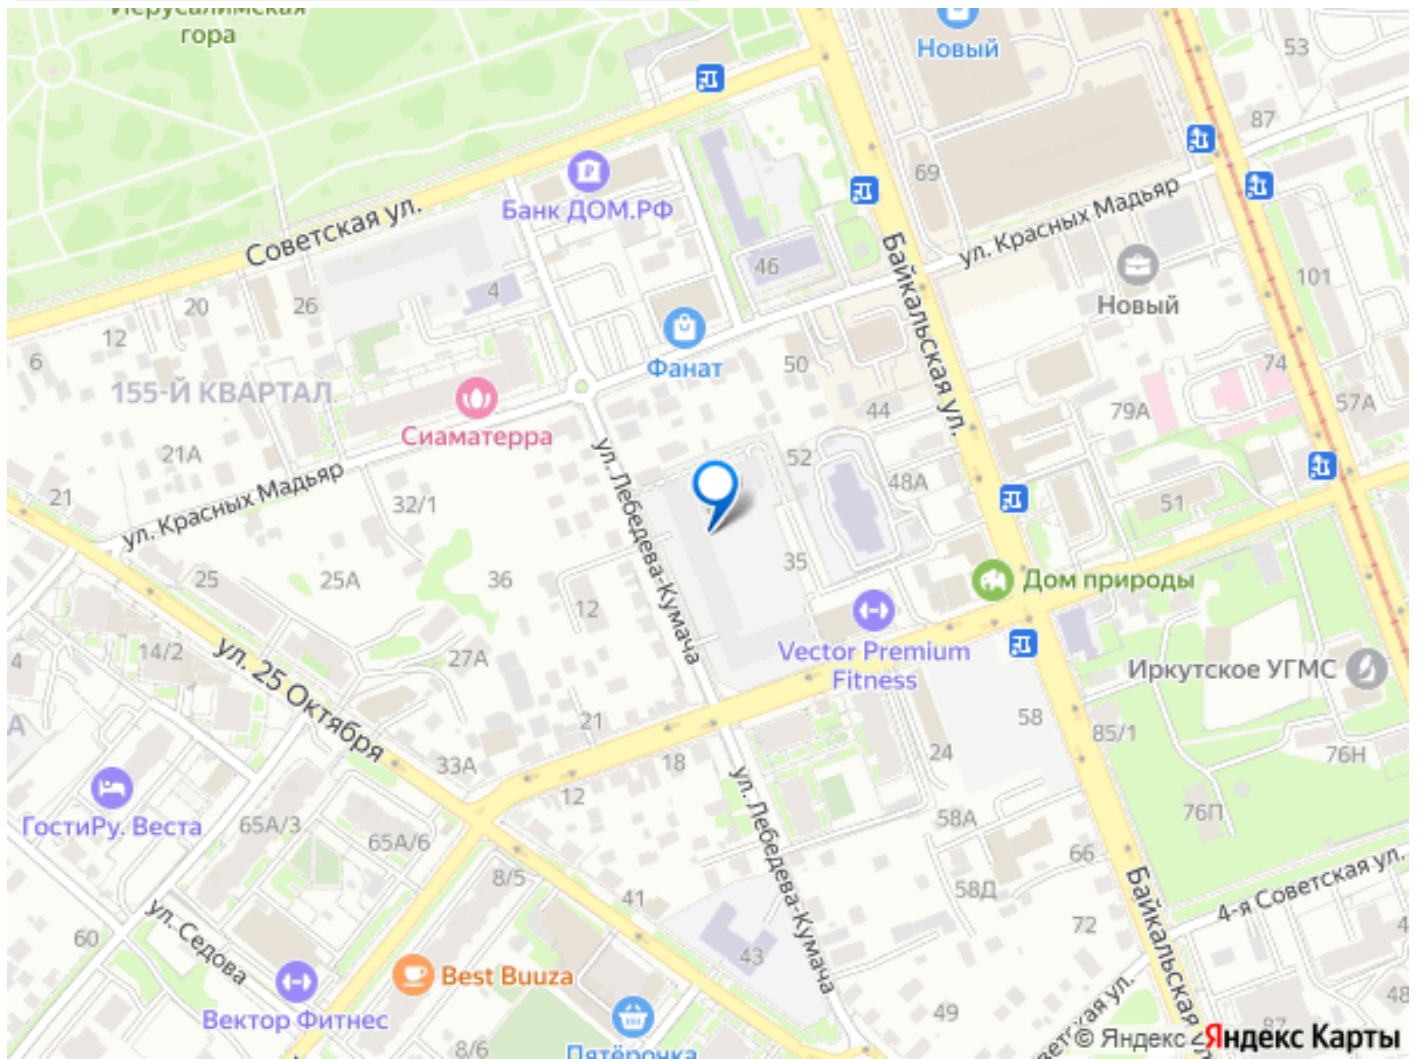 Иерусалимская
гора
Новый
53
87
69
Банк ДОМ.РФ
Советская ул.
ул. Красных Мадьяр
Байкальская ул.
46
4
26
20
12
6
101
Новый
Фанат
50
74
155-Й КВАРТАЛ
Сиаматерра
44
79А
57А
21А
21
ул. Красных Мадьяр
32/1
ул. Лебедева-Кумача
52
48А
51
35
25
25А
36
12
Дом природы
Vector Premium
Fitness
Иркутское УГМС
14/2
4
27А
ул. 25 Октября
А
21
58
85/1
76Н
33А
18
24
12
ГостиРу. Веста
65А/3
65А/6
ул. Лебедева-Кумача
58А
76П
66
8/5
41
58Д
4-я Советская ул.
Байкальская ул.
72
60
ул. Седова
43
Best Buuza
Вектор Фитнес
49
48
8/6
Пятёрочка
87
© Яндекс
Яндекс Карты